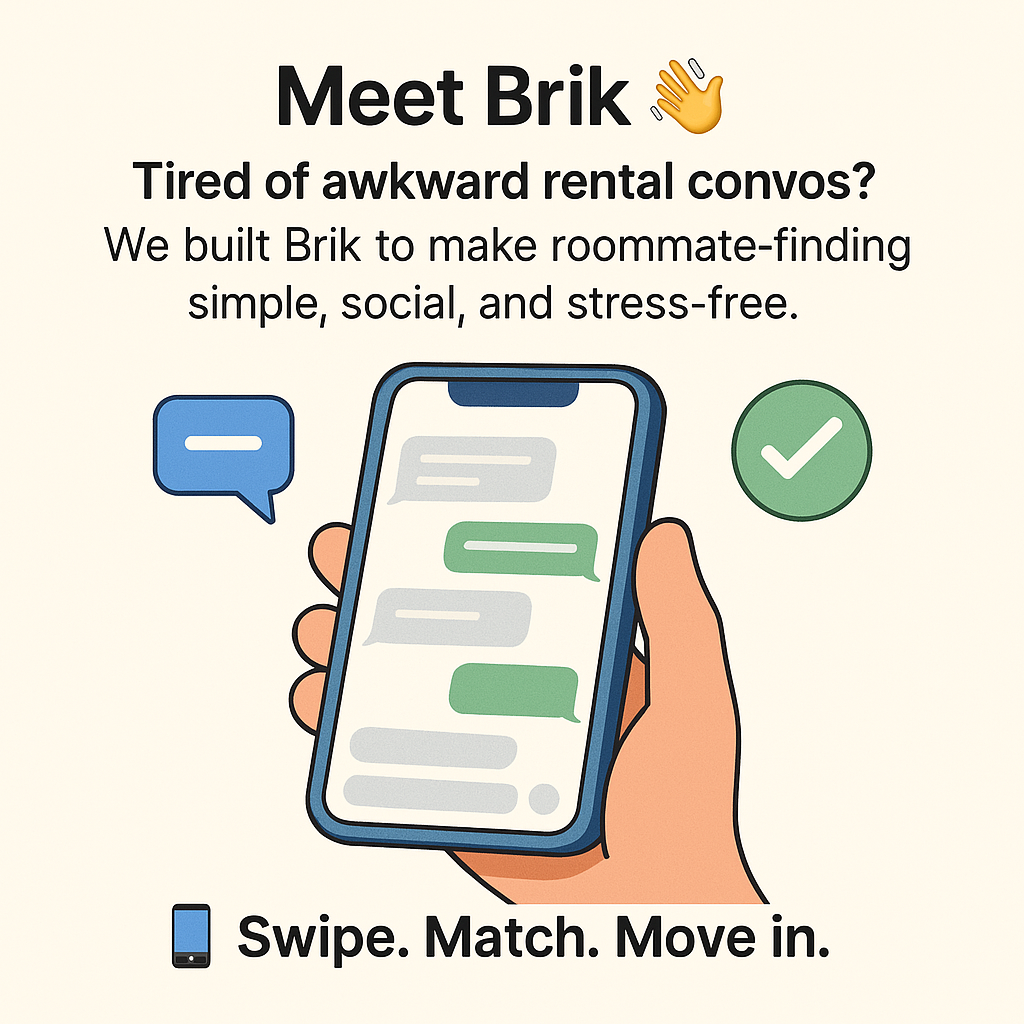 Meet Brik 👋
Tired of awkward rental convos?
We built Brik to make roommate-finding
simple, social, and stress-free.
📱 Swipe. Match. Move in.